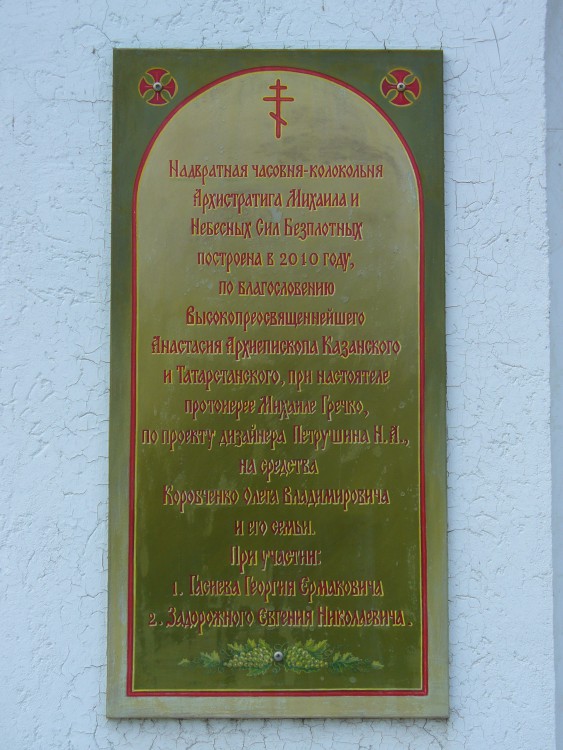 Надвратная часовня-колокольня
Архистратига Михаила и
Небесных Сил Безплотных
построена в 2010 году,
по благословению
Высокопреосвященнейшего
Анастасия Архиепископа Казанского
и Татарстанского, при настоятеле
протоиерее Михаиле Гречко,
по проекту дизайнера Петрушина Н.А.,
на средства
Коробченко Олега Владимировича
и его семьи.
При участии:
1. Гасиева Георгия Ермаковича
2. Задорожного Евгения Николаевича.